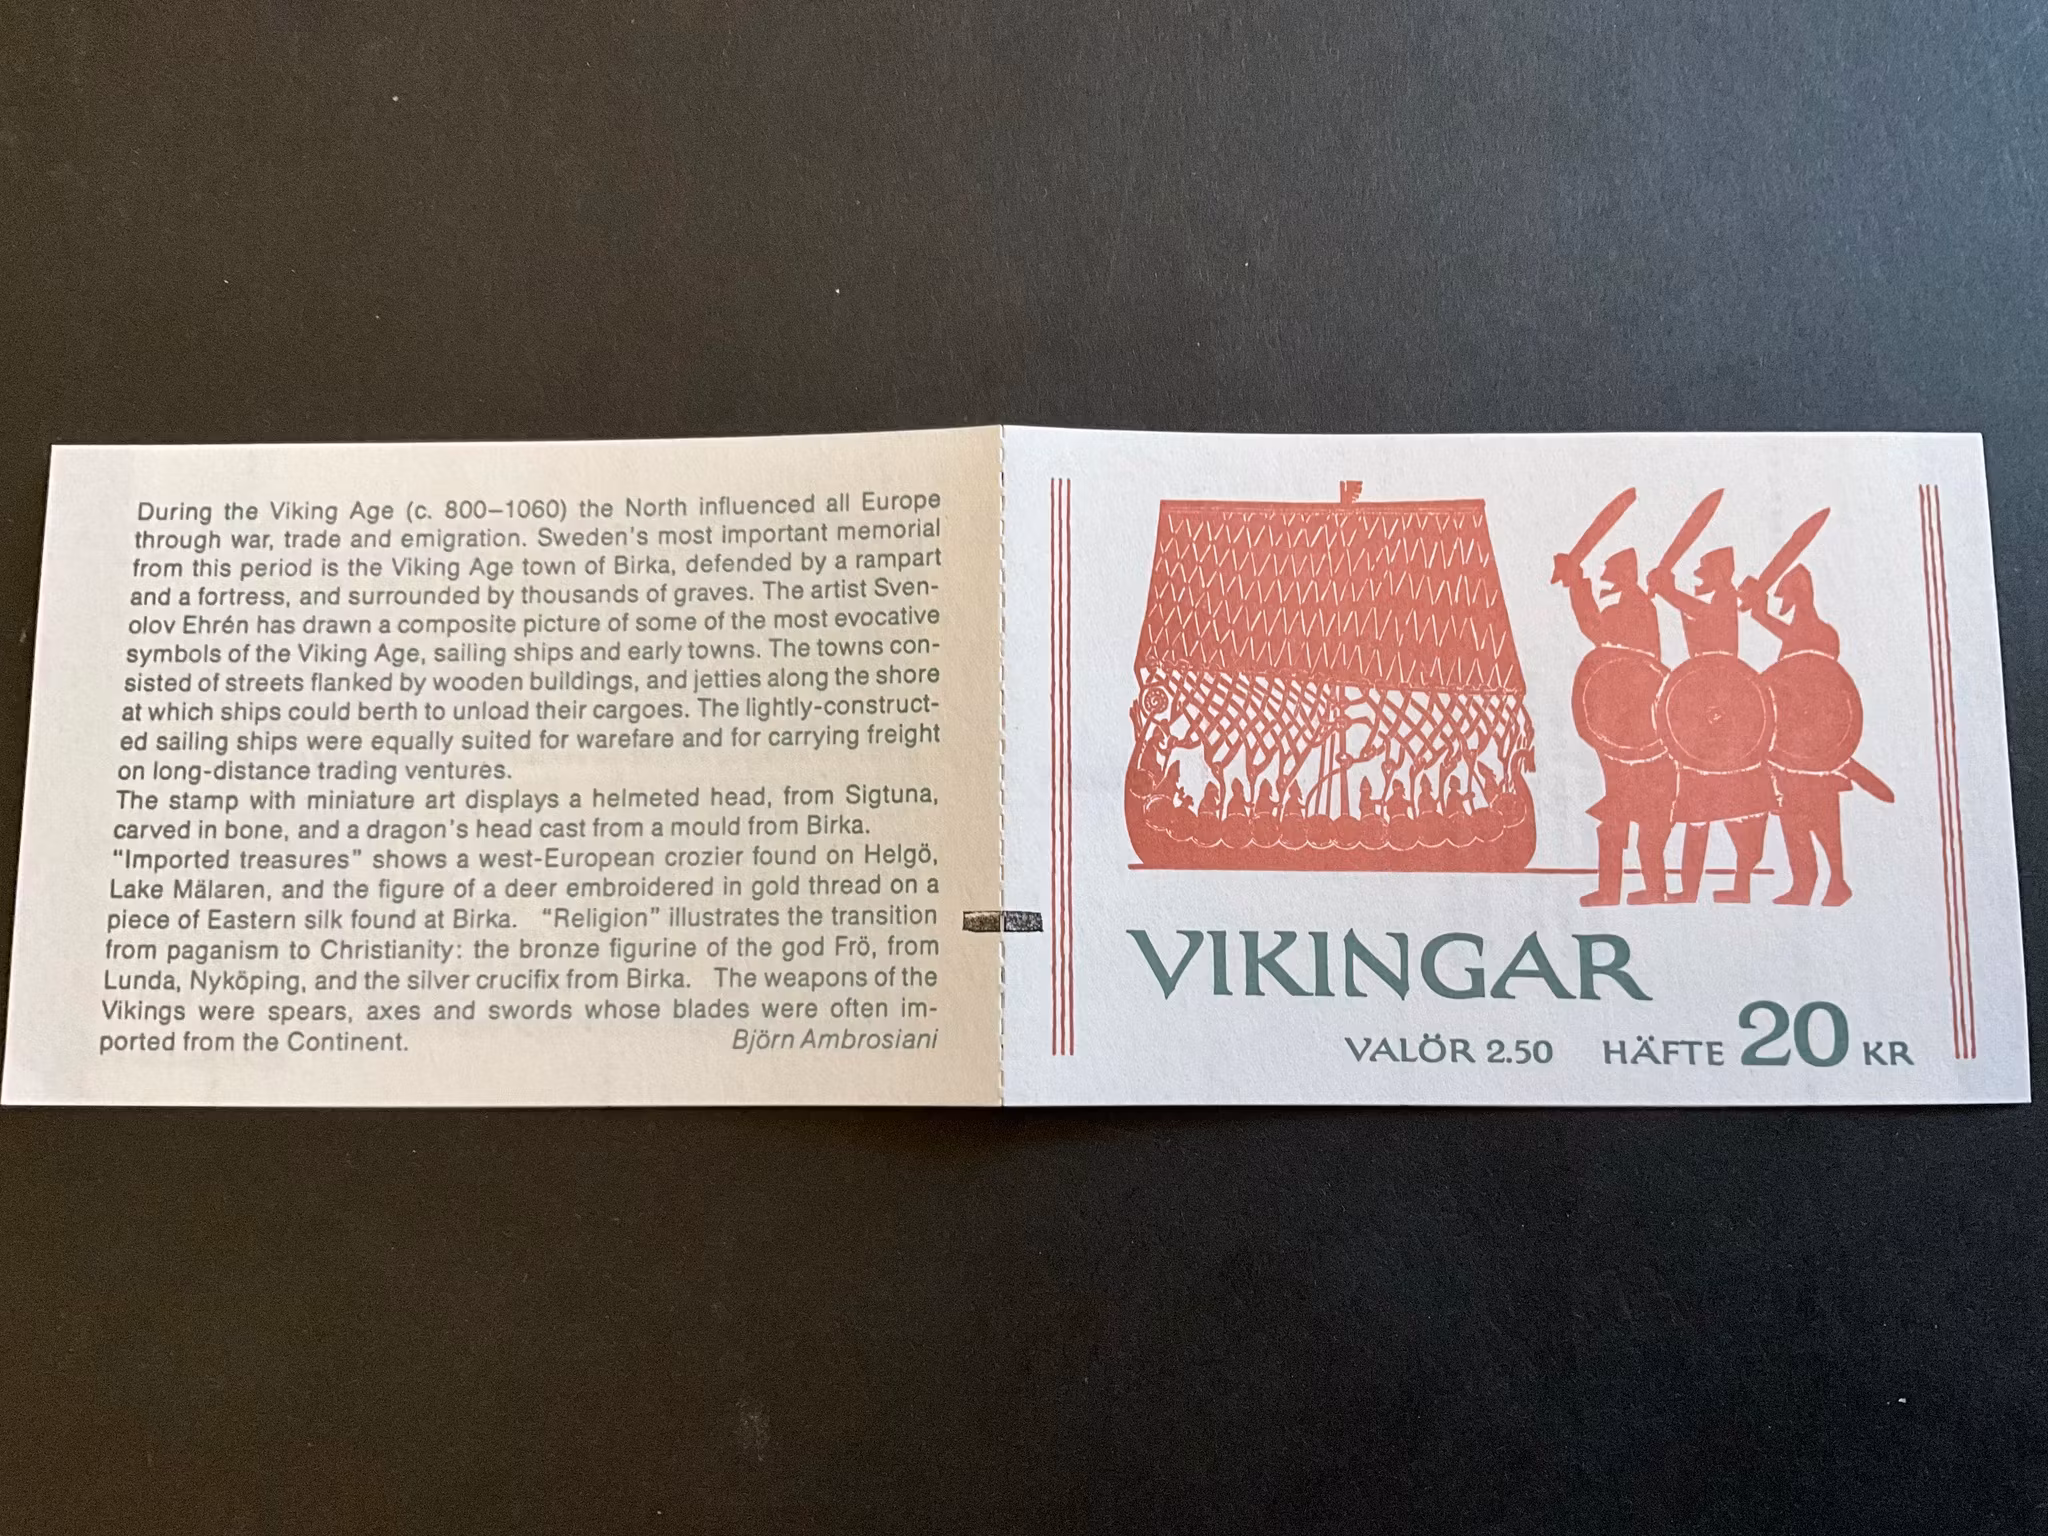 During the Viking Age (c. 800–1060) the North influenced all Europe
through war, trade and emigration. Sweden's most important memorial
from this period is the Viking Age town of Birka, defended by a rampart
and a fortress, and surrounded by thousands of graves. The artist Sven-
olov Ehrén has drawn a composite picture of some of the most evocative
symbols of the Viking Age, sailing ships and early towns. The towns con-
sisted of streets flanked by wooden buildings, and jetties along the shore
at which ships could berth to unload their cargoes. The lightly-construct-
ed sailing ships were equally suited for warefare and for carrying freight
on long-distance trading ventures.
The stamp with miniature art displays a helmeted head, from Sigtuna,
carved in bone, and a dragon's head cast from a mould from Birka.
“Imported treasures” shows a west-European crozier found on Helgö,
Lake Mälaren, and the figure of a deer embroidered in gold thread on a
piece of Eastern silk found at Birka. “Religion” illustrates the transition
from paganism to Christianity: the bronze figurine of the god Frö, from
Lunda, Nyköping, and the silver crucifix from Birka. The weapons of the
Vikings were spears, axes and swords whose blades were often im-
ported from the Continent. Björn Ambrosiani
VIKINGAR
VALÖR 2.50 HÄFTE 20 KR